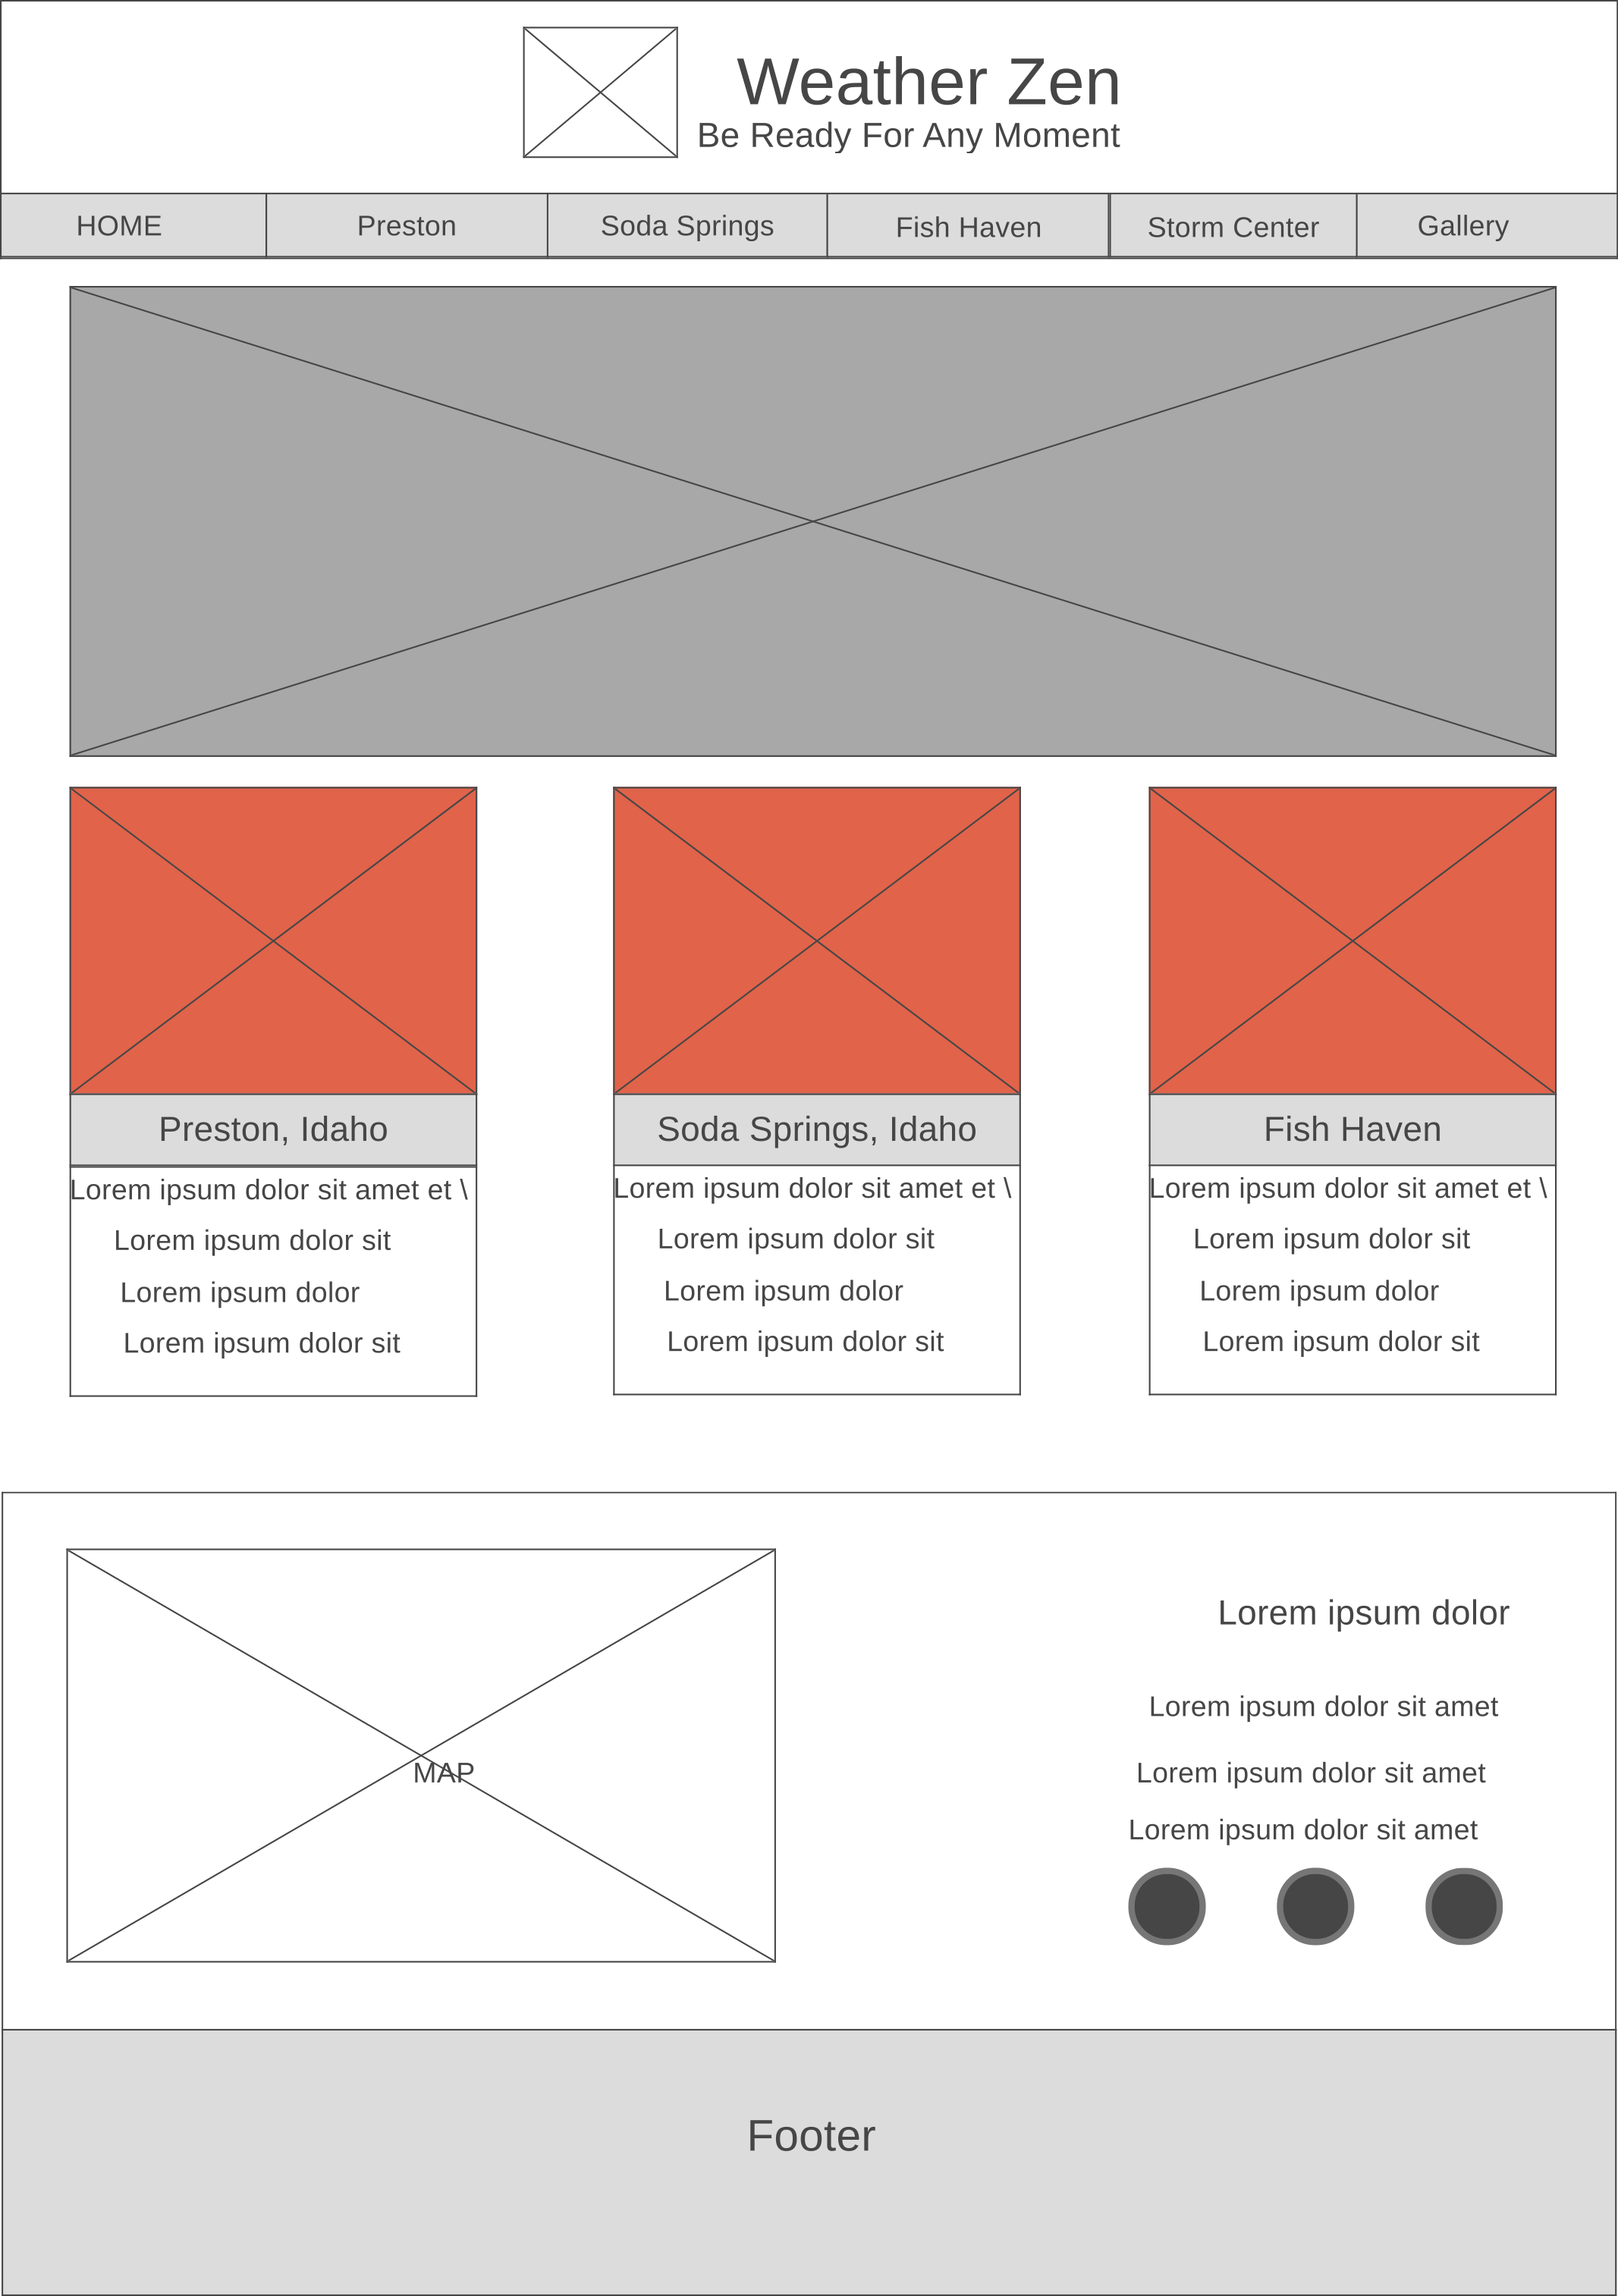 Weather Zen
Be Ready For Any Moment
HOME
Preston
Soda Springs
Fish Haven
Storm Center
Gallery
Preston, Idaho
Lorem ipsum dolor sit amet et \
Lorem ipsum dolor sit
Lorem ipsum dolor
Lorem ipsum dolor sit
Soda Springs, Idaho
Lorem ipsum dolor sit amet et \
Lorem ipsum dolor sit
Lorem ipsum dolor
Lorem ipsum dolor sit
Fish Haven
Lorem ipsum dolor sit amet et \
Lorem ipsum dolor sit
Lorem ipsum dolor
Lorem ipsum dolor sit
MAP
Lorem ipsum dolor
Lorem ipsum dolor sit amet
Lorem ipsum dolor sit amet
Lorem ipsum dolor sit amet
Footer